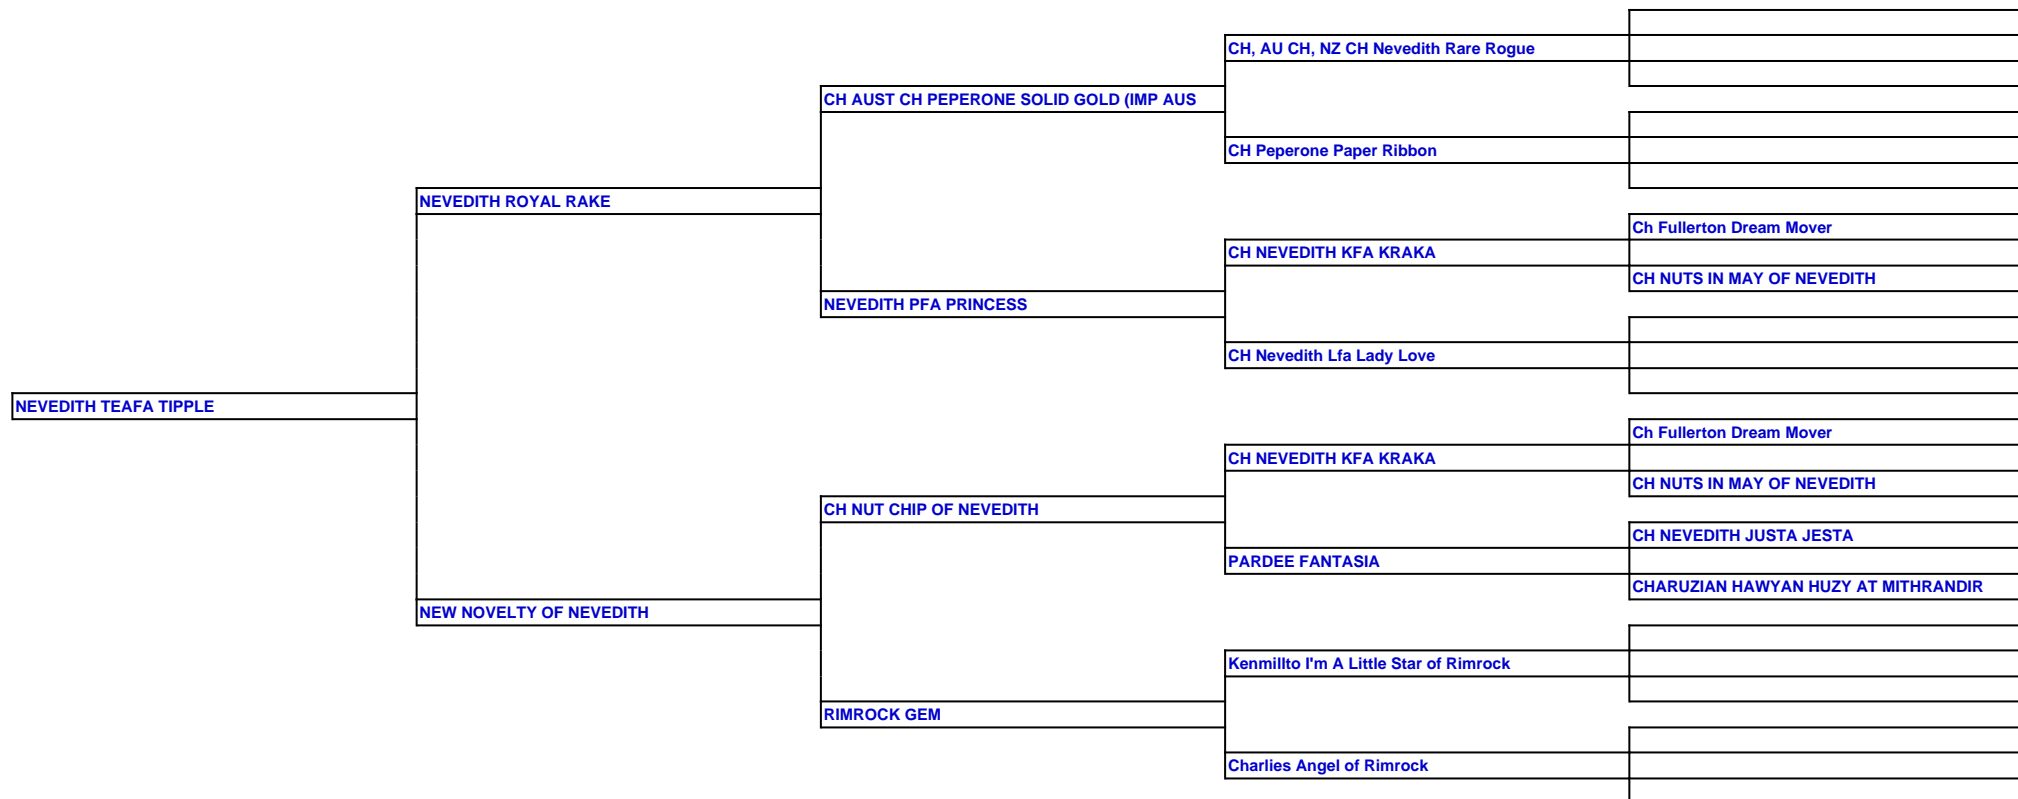 CH, AU CH, NZ CH Nevedith Rare Rogue
CH AUST CH PEPERONE SOLID GOLD (IMP AUS
CH Peperone Paper Ribbon
NEVEDITH ROYAL RAKE
Ch Fullerton Dream Mover
CH NEVEDITH KFA KRAKA
CH NUTS IN MAY OF NEVEDITH
NEVEDITH PFA PRINCESS
CH Nevedith Lfa Lady Love
NEVEDITH TEAFA TIPPLE
Ch Fullerton Dream Mover
CH NEVEDITH KFA KRAKA
CH NUTS IN MAY OF NEVEDITH
CH NUT CHIP OF NEVEDITH
CH NEVEDITH JUSTA JESTA
PARDEE FANTASIA
CHARUZIAN HAWYAN HUZY AT MITHRANDIR
NEW NOVELTY OF NEVEDITH
Kenmillto I'm A Little Star of Rimrock
RIMROCK GEM
Charlies Angel of Rimrock